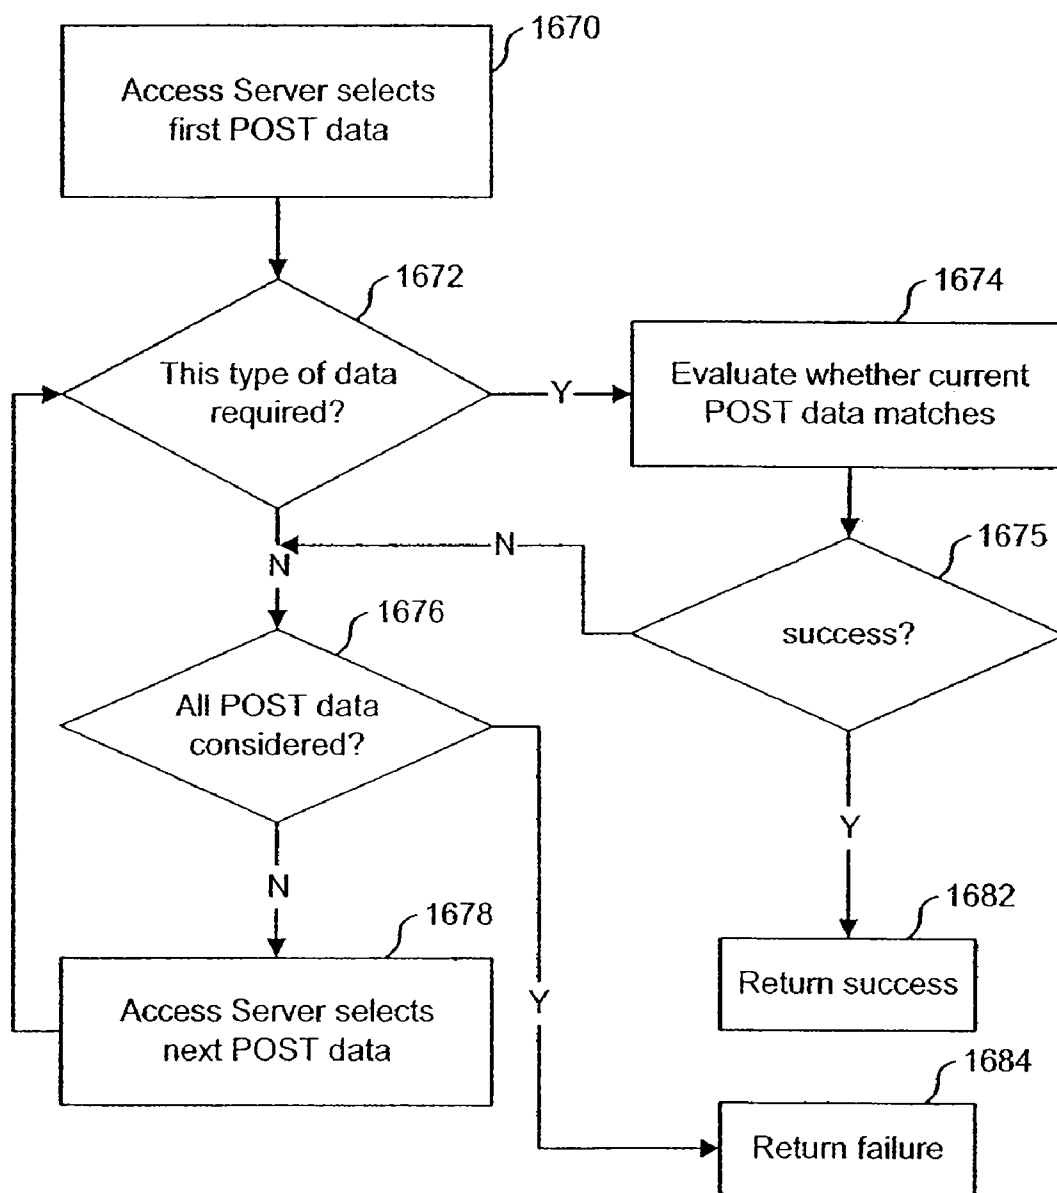 1670
Access Server selects
first POST data
1672
This type of data
required?
Y
1674
Evaluate whether current
POST data matches
N
N
1675
success?
1676
All POST data
considered?
Y
N
1678
Access Server selects
next POST data
Y
1682
Return success
1684
Return failure